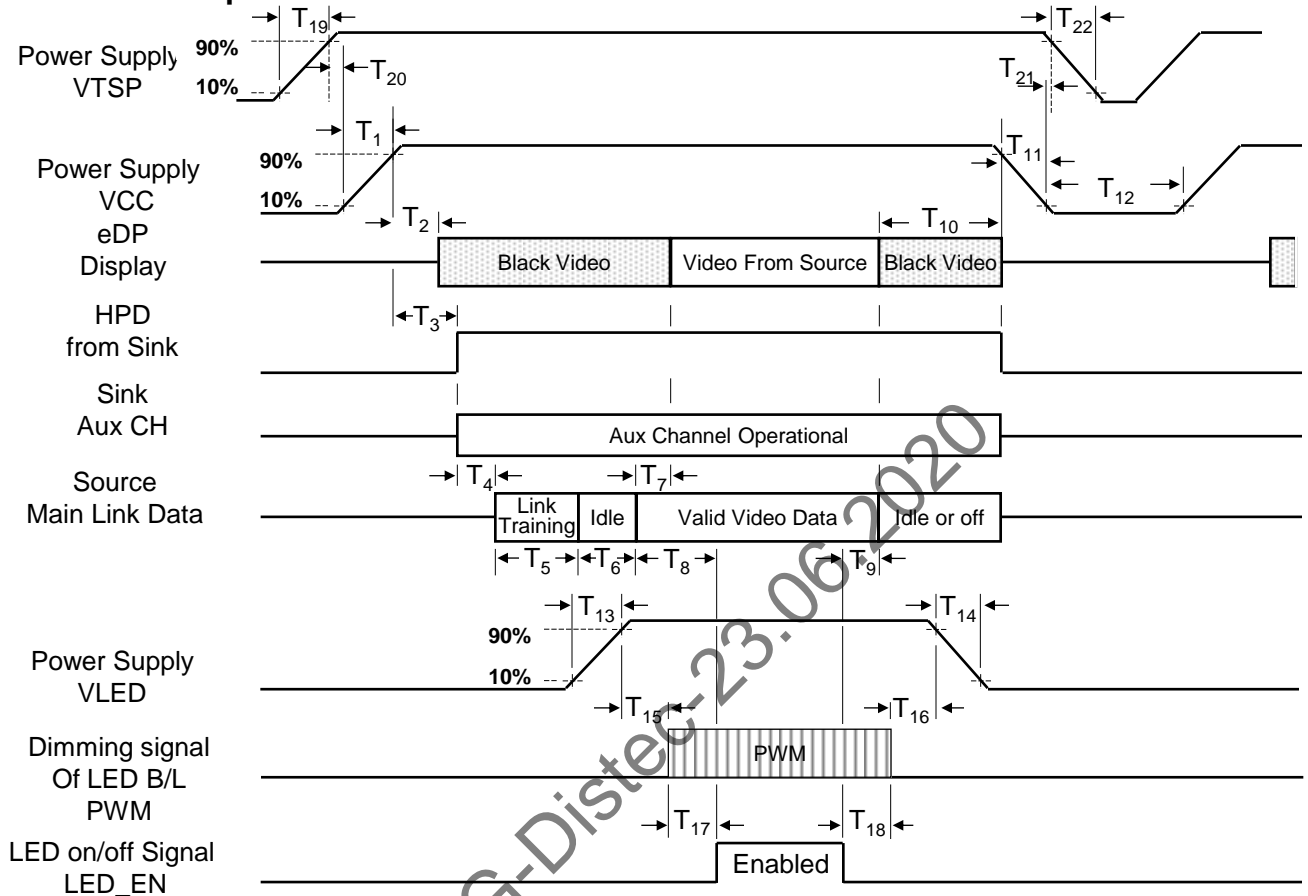 T19
T22
90%
Power Supply
VTSP
T20
T21
10%
T1
T11
90%
Power Supply
VCC
T12
10%
T2
T10
eDP
Display
Black Video
Video From Source
Black Video
HPD
from Sink
T3
Sink
Aux CH
Aux Channel Operational
T4
T7
Source
Main Link Data
Link
Training
Idle
Valid Video Data
Idle or off
T5
T6
T8
T9
T13
T14
90%
Power Supply
VLED
10%
T15
T16
Dimming signal
Of LED B/L
PWM
PWM
T17
T18
LED on/off Signal
LED_EN
Enabled
G-Distec-23.06.2020